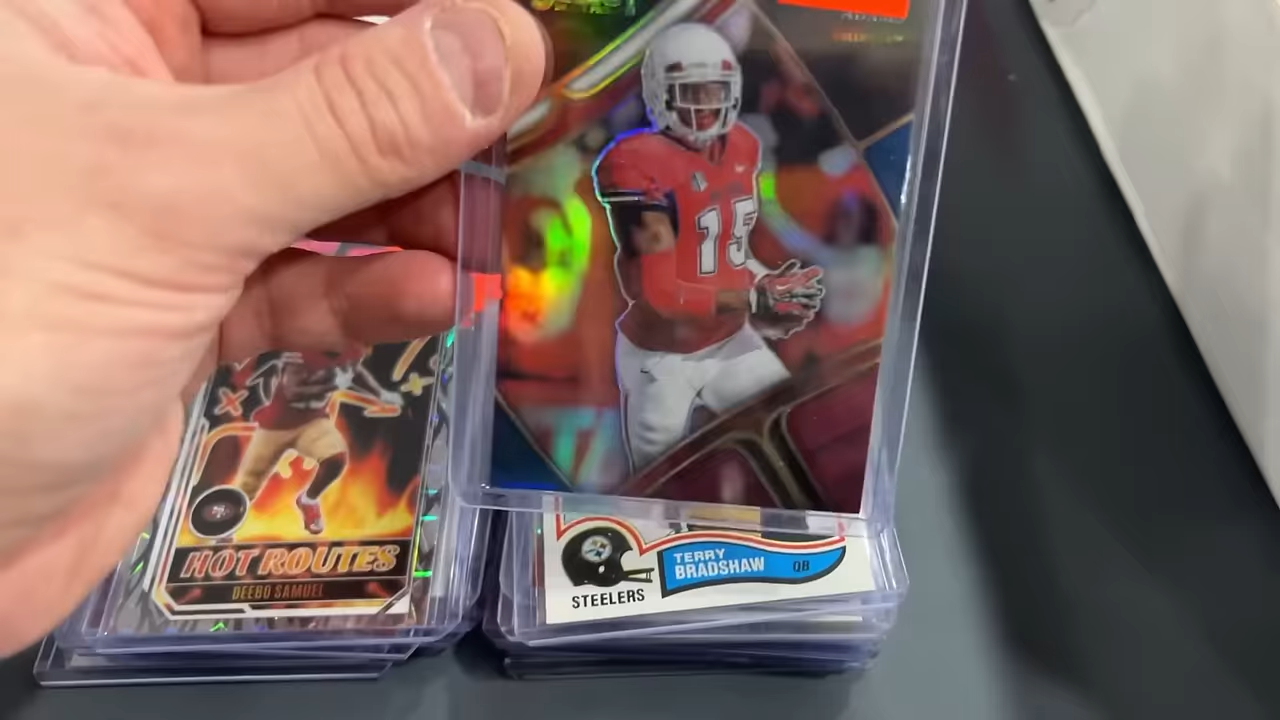 15
HOT ROUTES
DEEBO SAMUEL
TERRY
BRADSHAW QB
STEELERS